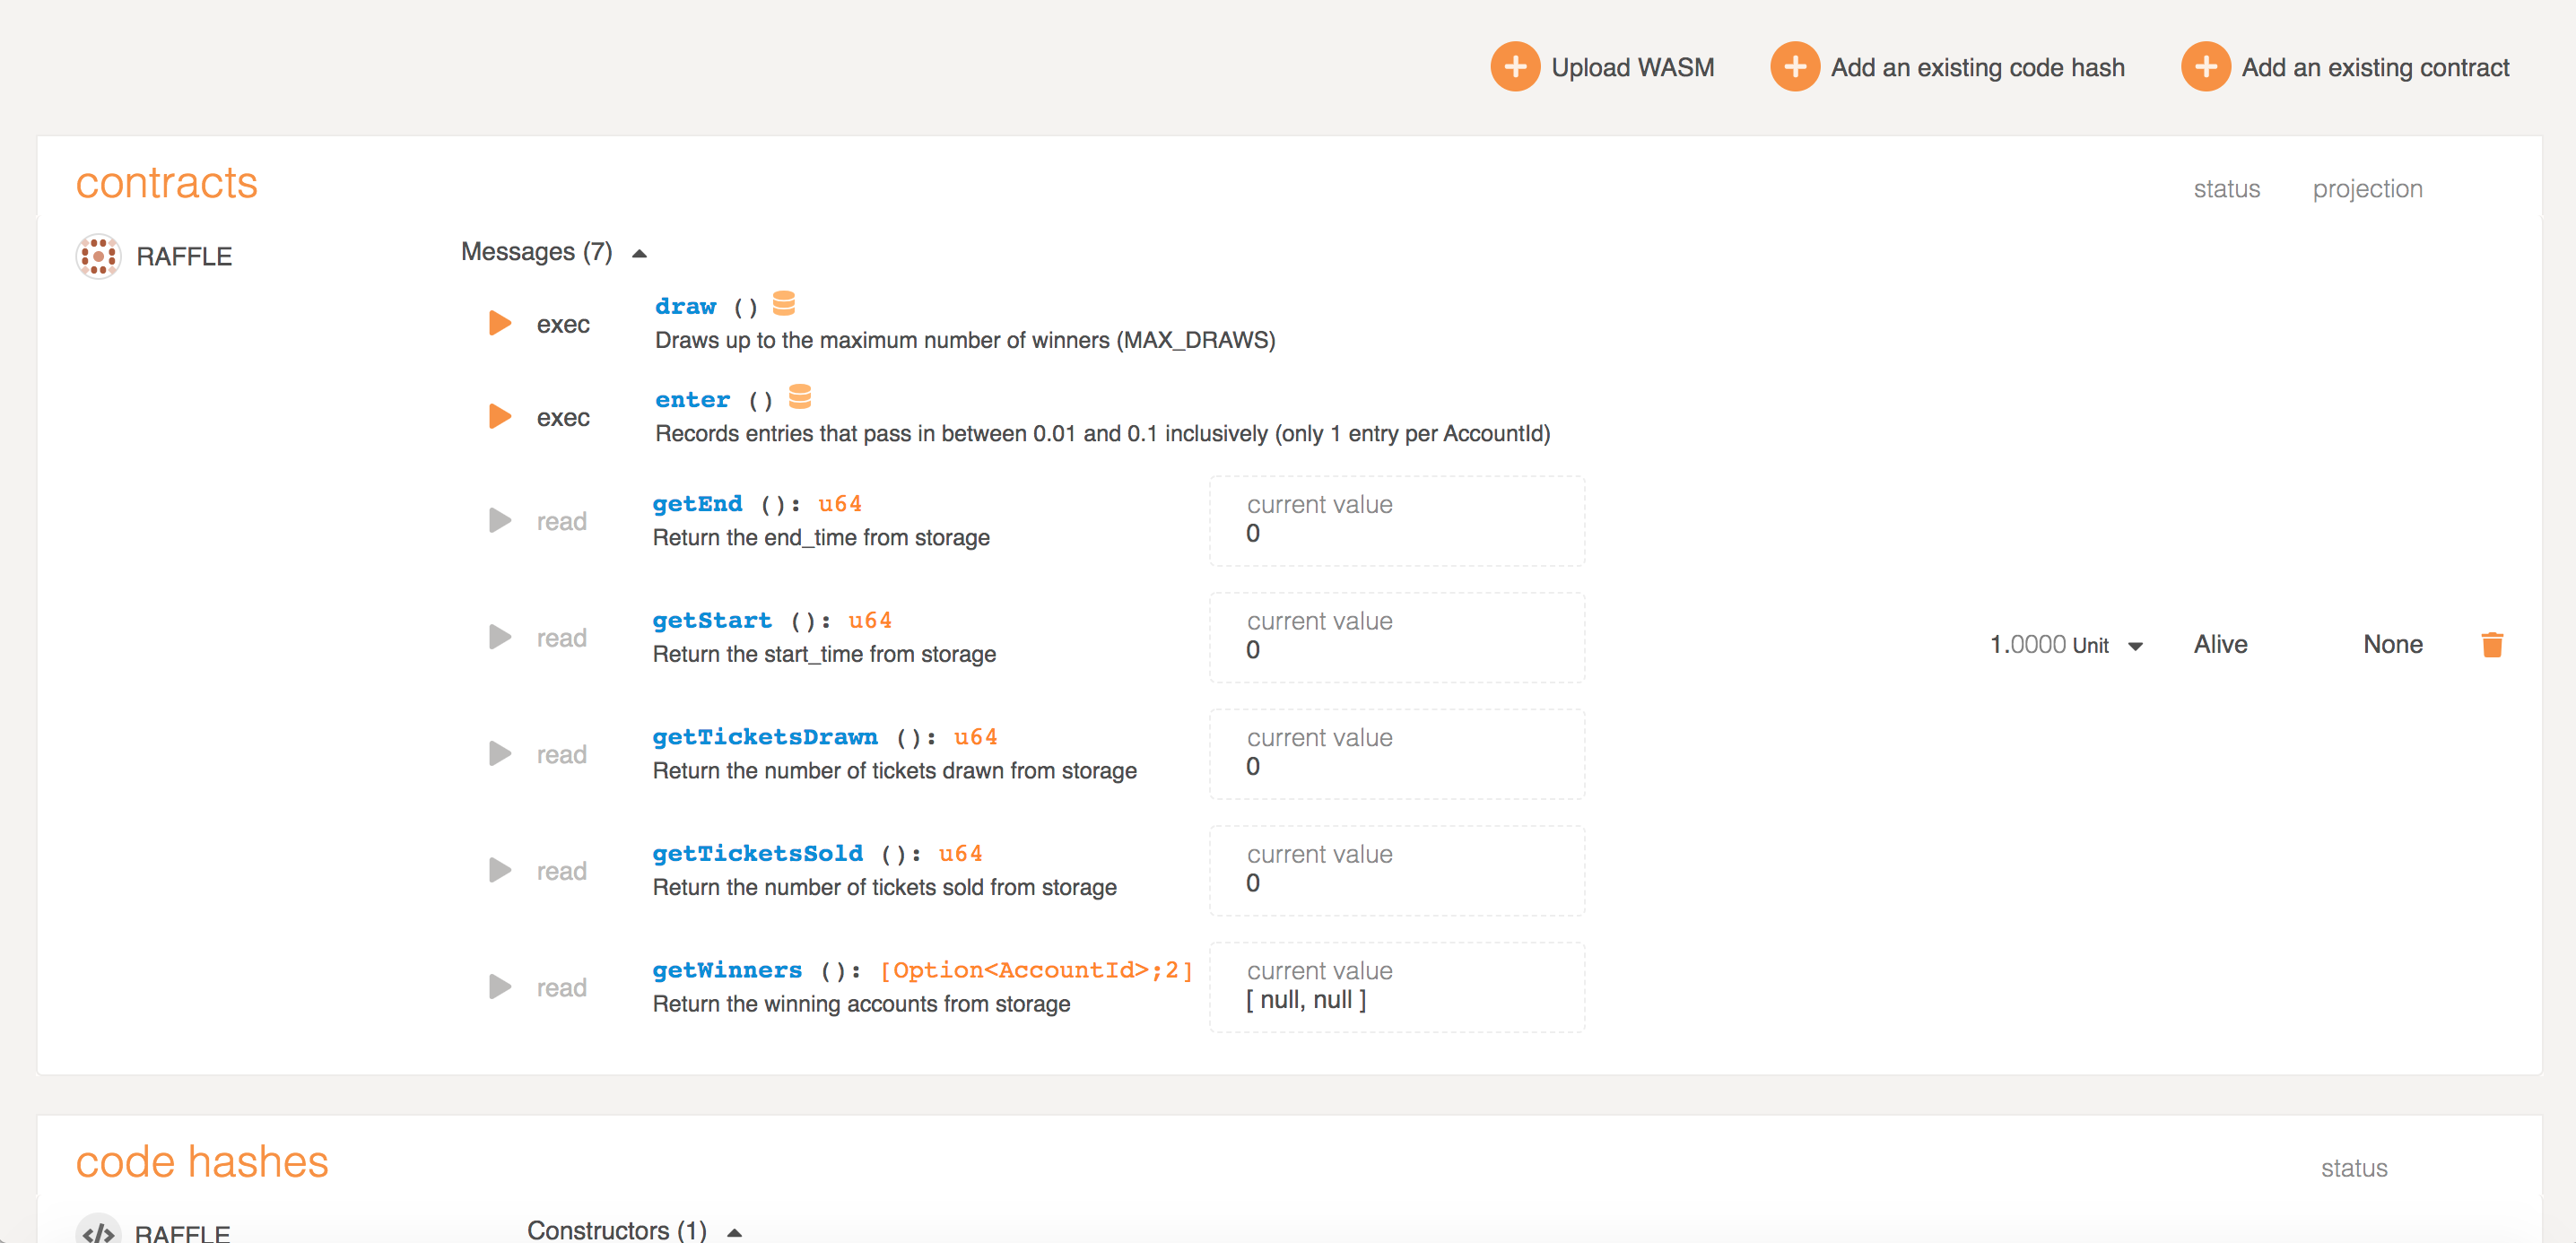 Upload WASM
Add an existing code hash
Add an existing contract
contracts
status
projection
RAFFLE
Messages (7)
exec
draw ()
Draws up to the maximum number of winners (MAX_DRAWS)
exec
enter ()
Records entries that pass in between 0.01 and 0.1 inclusively (only 1 entry per AccountId)
read
getEnd (): u64
Return the end_time from storage
current value
0
read
getStart (): u64
Return the start_time from storage
current value
0
1.0000 Unit
Alive
None
read
getTicketsDrawn (): u64
Return the number of tickets drawn from storage
current value
0
read
getTicketsSold (): u64
Return the number of tickets sold from storage
current value
0
read
getWinners (): [Option<AccountId>;2]
Return the winning accounts from storage
current value
[ null, null ]
code hashes
status
RAFFLE
Constructors (1)